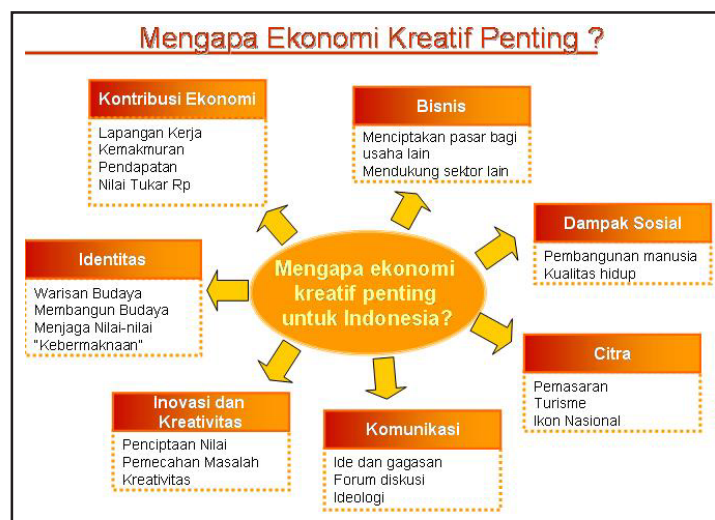 Mengapa Ekonomi Kreatif Penting ?
Kontribusi Ekonomi
Lapangan Kerja
Kemakmuran
Pendapatan
Nilai Tukar Rp
Bisnis
Menciptakan pasar bagi
usaha lain
Mendukung sektor lain
Dampak Sosial
Pembangunan manusia
Kualitas hidup
Identitas
Warisan Budaya
Membangun Budaya
Menjaga Nilai-nilai
"Kebermaknaan"
Mengapa ekonomi
kreatif penting
untuk Indonesia?
Citra
Pemasaran
Turisme
Ikon Nasional
Inovasi dan
Kreativitas
Penciptaan Nilai
Pemecahan Masalah
Kreativitas
Komunikasi
Ide dan gagasan
Forum diskusi
Ideologi